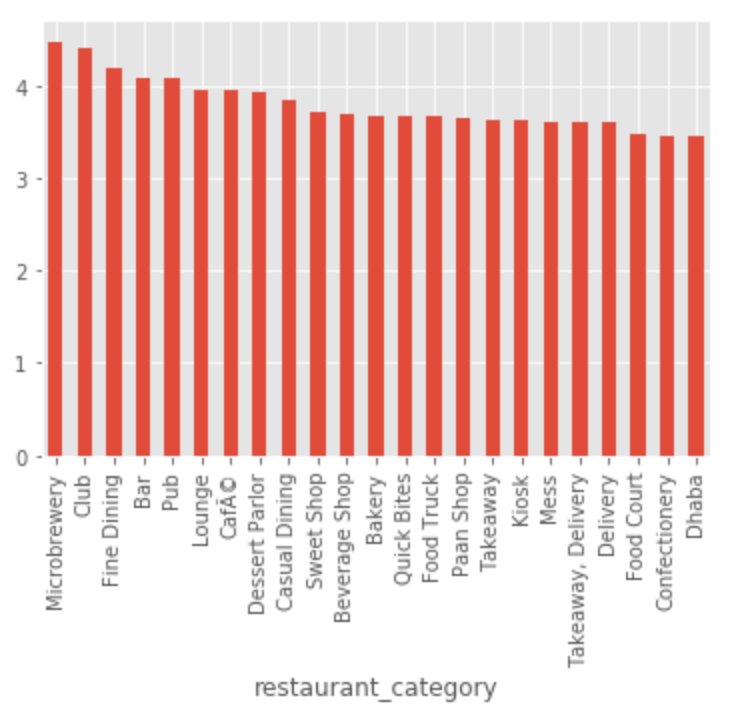 4
3
2
1
0
Microbrewery
Club
Fine Dining
Bar
Pub
Lounge
CafÃ©
Dessert Parlor
Casual Dining
Sweet Shop
Beverage Shop
Bakery
Quick Bites
Food Truck
Paan Shop
Takeaway
Kiosk
Mess
Takeaway, Delivery
Delivery
Food Court
Confectionery
Dhaba
restaurant_category